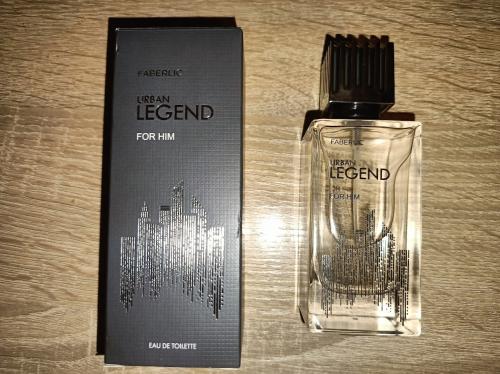 FABERLIC
URBAN
LEGEND
FOR HIM
EAU DE TOILETTE
FABERLIC
URBAN
LEGEND
FOR HIM